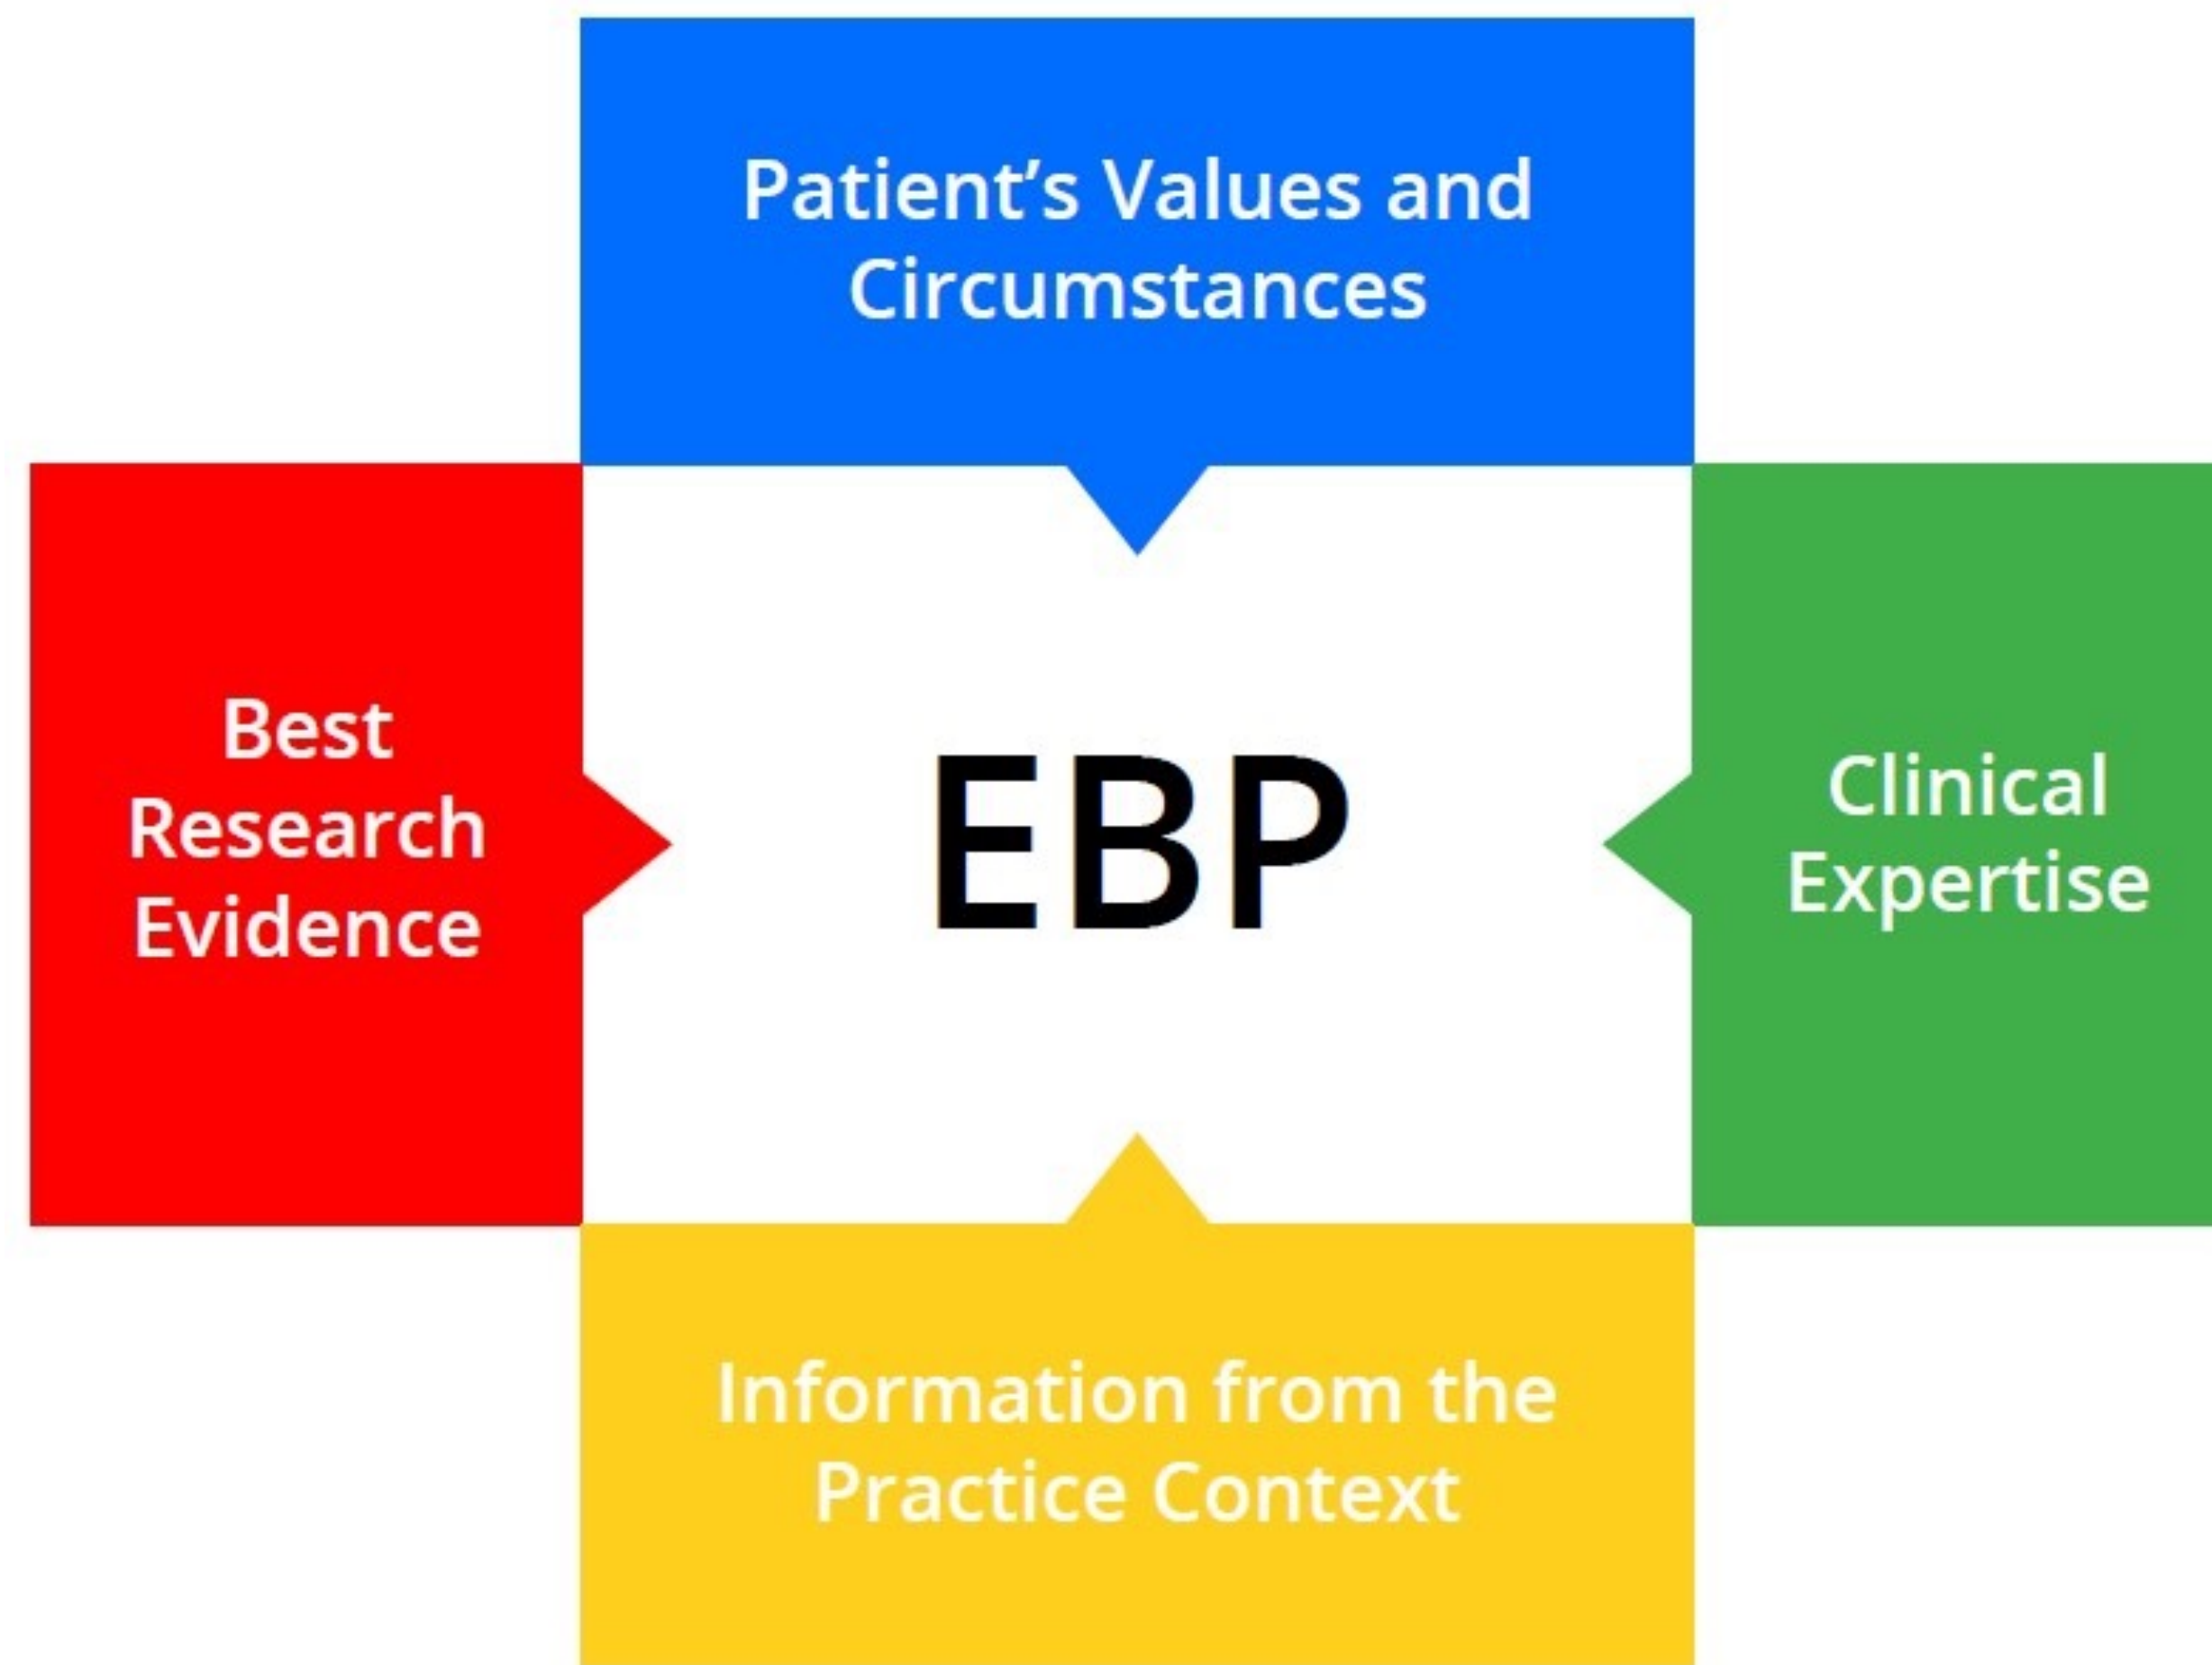 Patient’s Values and
Circumstances
Best
Research
Evidence
EBP
Clinical
Expertise
Information from the
Practice Context